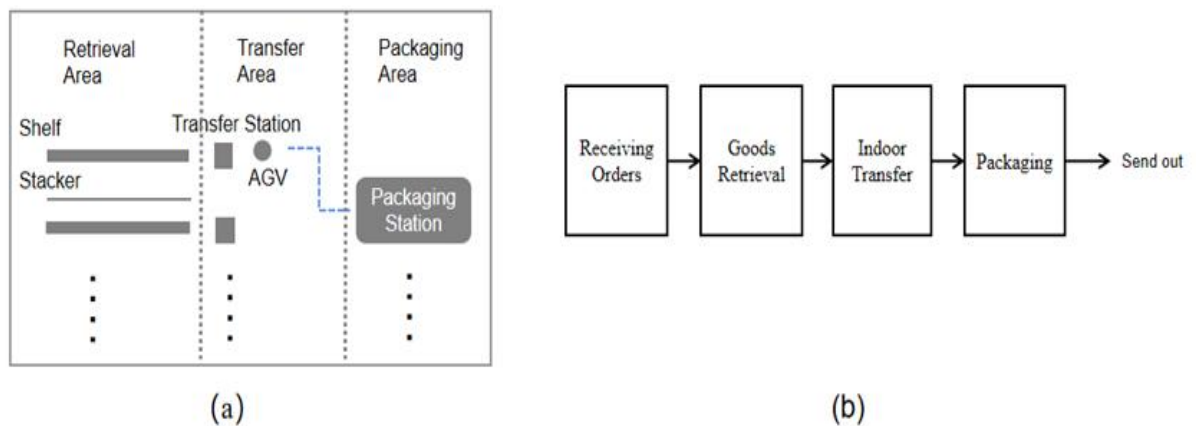 Retrieval
Area
Transfer
Area
Packaging
Area
Shelf
Transfer Station
AGV
Stacker
Packaging
Station
(a)
Receiving
Orders
Goods
Retrieval
Indoor
Transfer
Packaging
Send out
(b)